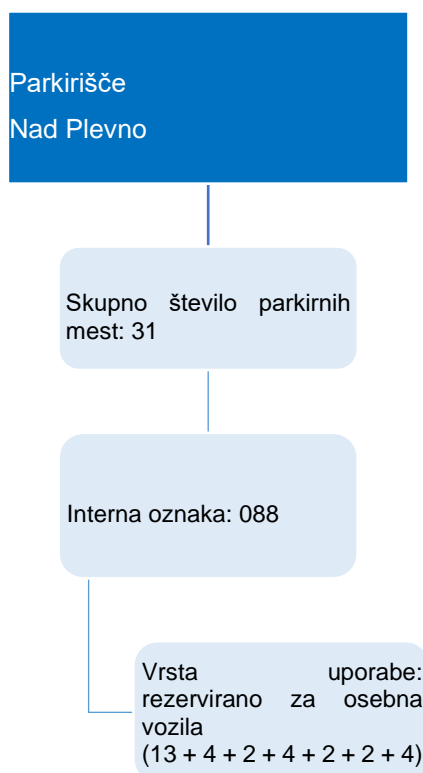 Parkirišče
Nad Plevno
Skupno število parkirnih
mest: 31
Interna oznaka: 088
Vrsta uporabe:
rezervirano za osebna
vozila
(13 + 4 + 2 + 4 + 2 + 2 + 4)